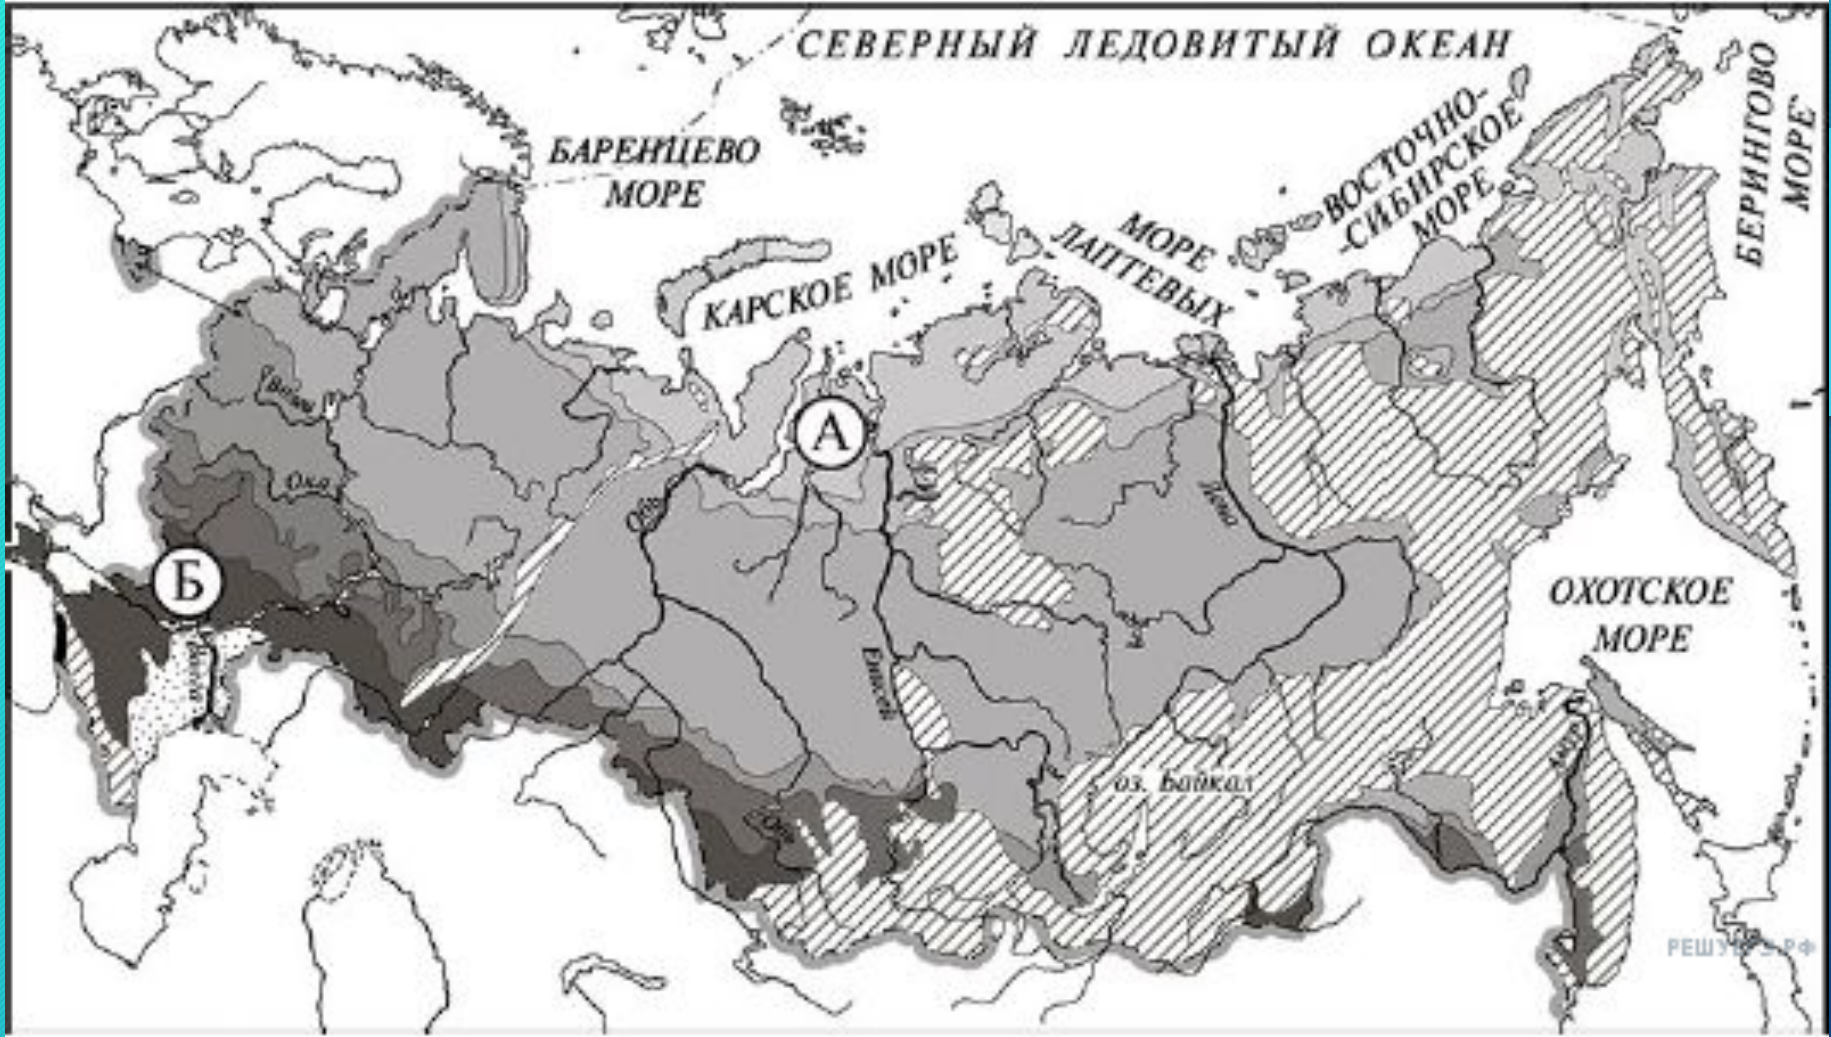 СЕВЕРНЫЙ ЛЕДОВИТЫЙ ОКЕАН
БАРЕНЦЕВО
МОРЕ
КАРСКОЕ МОРЕ
МОРЕ
ЛАПТЕВЫХ
ВОСТОЧНО-
-СИБИРСКОЕ
МОРЕ
БЕРИНГОВО
МОРЕ
А
Ока
Обь
Лена
Б
Енисей
ОХОТСКОЕ
МОРЕ
Амур
оз. Байкал